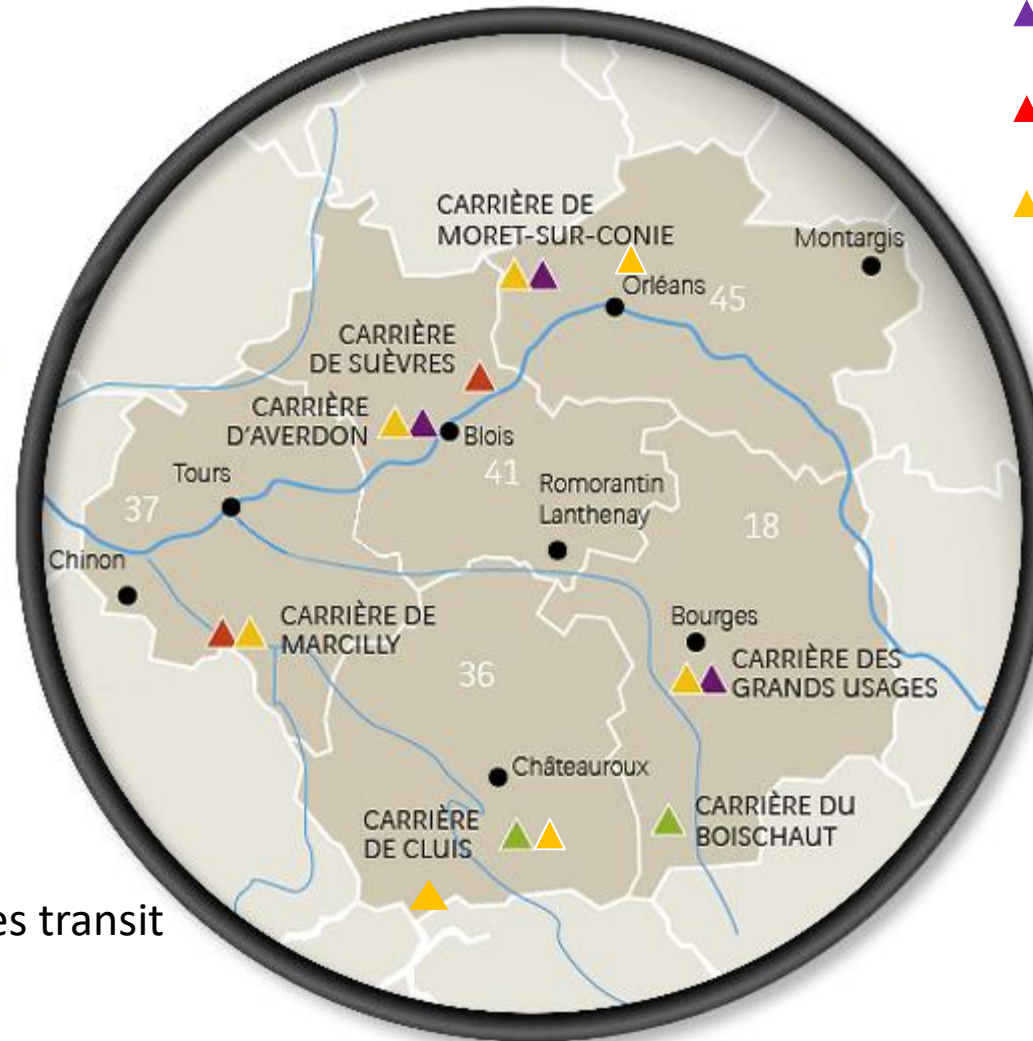 CARRIÈRE DE
MORET-SUR-CONIE
Montargis
Orléans
45
CARRIÈRE
DE SUÈVRES
CARRIÈRE
D'AVERDON
Blois
41
Tours
37
Romorantin
Lanthenay
18
Chinon
Bourges
CARRIÈRE DE
MARCILLY
CARRIÈRE DES
GRANDS USAGES
36
Châteauroux
CARRIÈRE
DE CLUIS
CARRIÈRE DU
BOISCHAUT
es transit